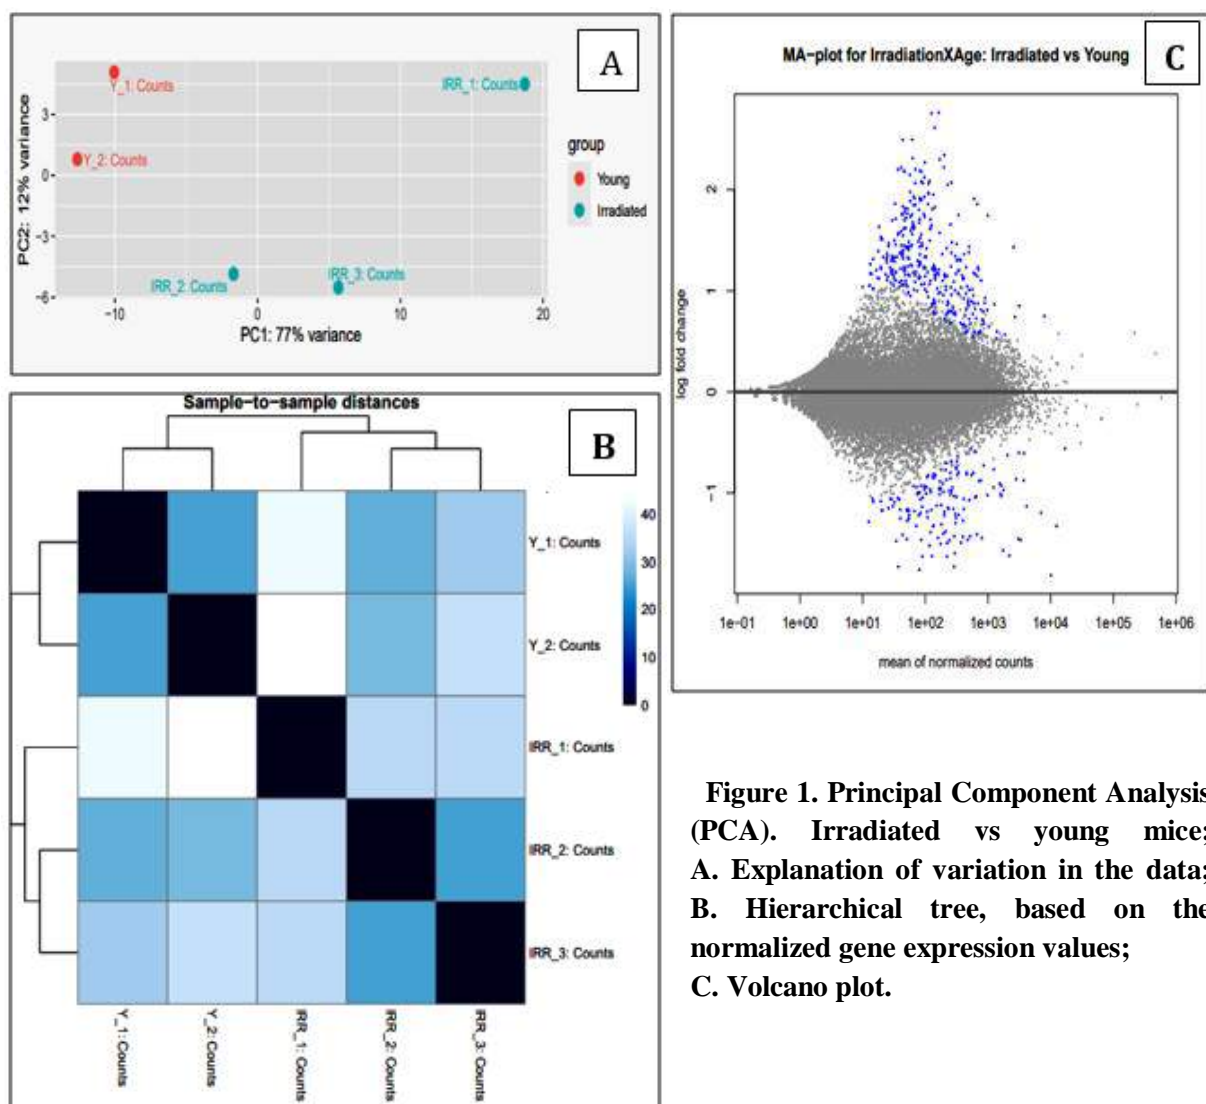 A
PC2: 12% variance
3
0
−3
−6
Y_1: Counts
Y_2: Counts
IRR_1: Counts
IRR_2: Counts
IRR_3: Counts
−10
0
10
20
PC1: 77% variance
group
Young
Irradiated
Sample−to−sample distances
B
40
30
20
10
0
Y_1: Counts
Y_2: Counts
IRR_1: Counts
IRR_2: Counts
IRR_3: Counts
Y_1: Counts
Y_2: Counts
IRR_1: Counts
IRR_2: Counts
IRR_3: Counts
MA−plot for IrradiationXAge: Irradiated vs Young
C
log fold change
2
1
0
−1
1e−01
1e+00
1e+01
1e+02
1e+03
1e+04
1e+05
1e+06
mean of normalized counts
Figure 1. Principal Component Analysis
(PCA). Irradiated vs young mice;
A. Explanation of variation in the data;
B. Hierarchical tree, based on the
normalized gene expression values;
C. Volcano plot.